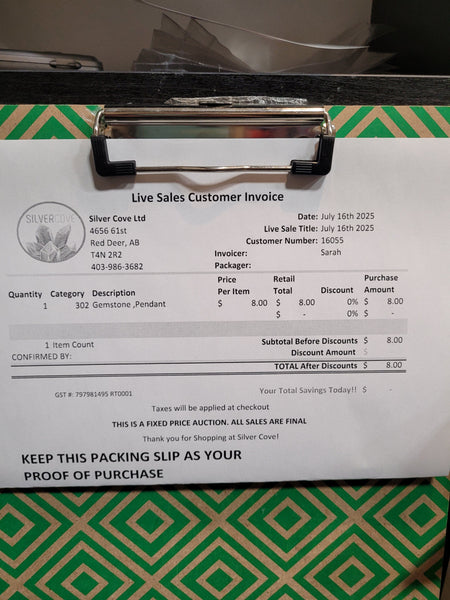 Live Sales Customer Invoice
SILVERCOVE
Silver Cove Ltd
4656 61st
Red Deer, AB
T4N 2R2
403-986-3682
Date: July 16th 2025
Live Sale Title: July 16th 2025
Customer Number: 16055
Invoicer: Sarah
Packager:
Quantity Category Description Price Per Item Retail Total Discount Purchase Amount
1 302 Gemstone ,Pendant $ 8.00 $ 8.00 0% $ 8.00
$ - 0% $ -
1 Item Count Subtotal Before Discounts $ 8.00
CONFIRMED BY: Discount Amount $
TOTAL After Discounts $ 8.00
GST #: 797981495 RT0001 Your Total Savings Today!! $ -
Taxes will be applied at checkout
THIS IS A FIXED PRICE AUCTION. ALL SALES ARE FINAL
Thank you for Shopping at Silver Cove!
KEEP THIS PACKING SLIP AS YOUR
PROOF OF PURCHASE